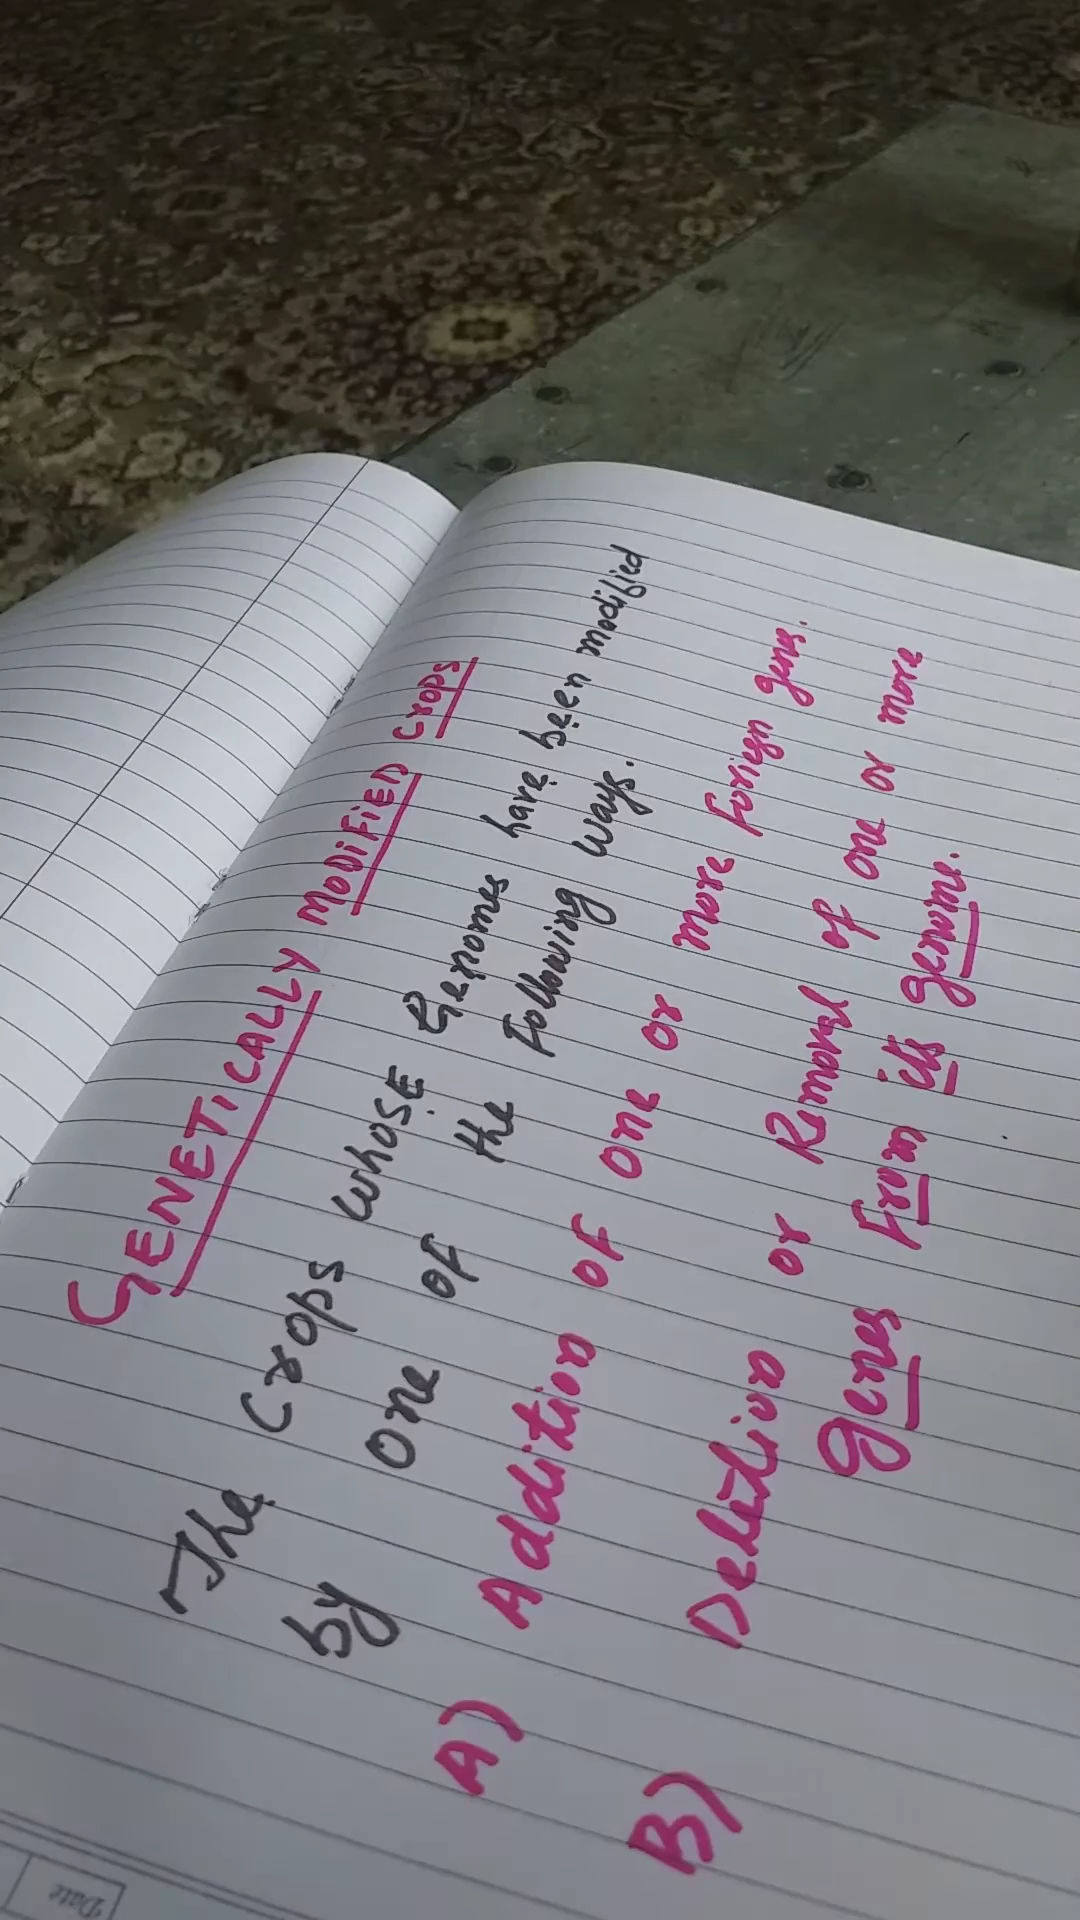 GENETICALLY MODIFIED CROPS
The Crops whose Genomes have been modified
by one of the Following ways.
A) Addition of one or more Foriegn genes.
B) Deletion or Removal of one or more
genes From its genome.
Date